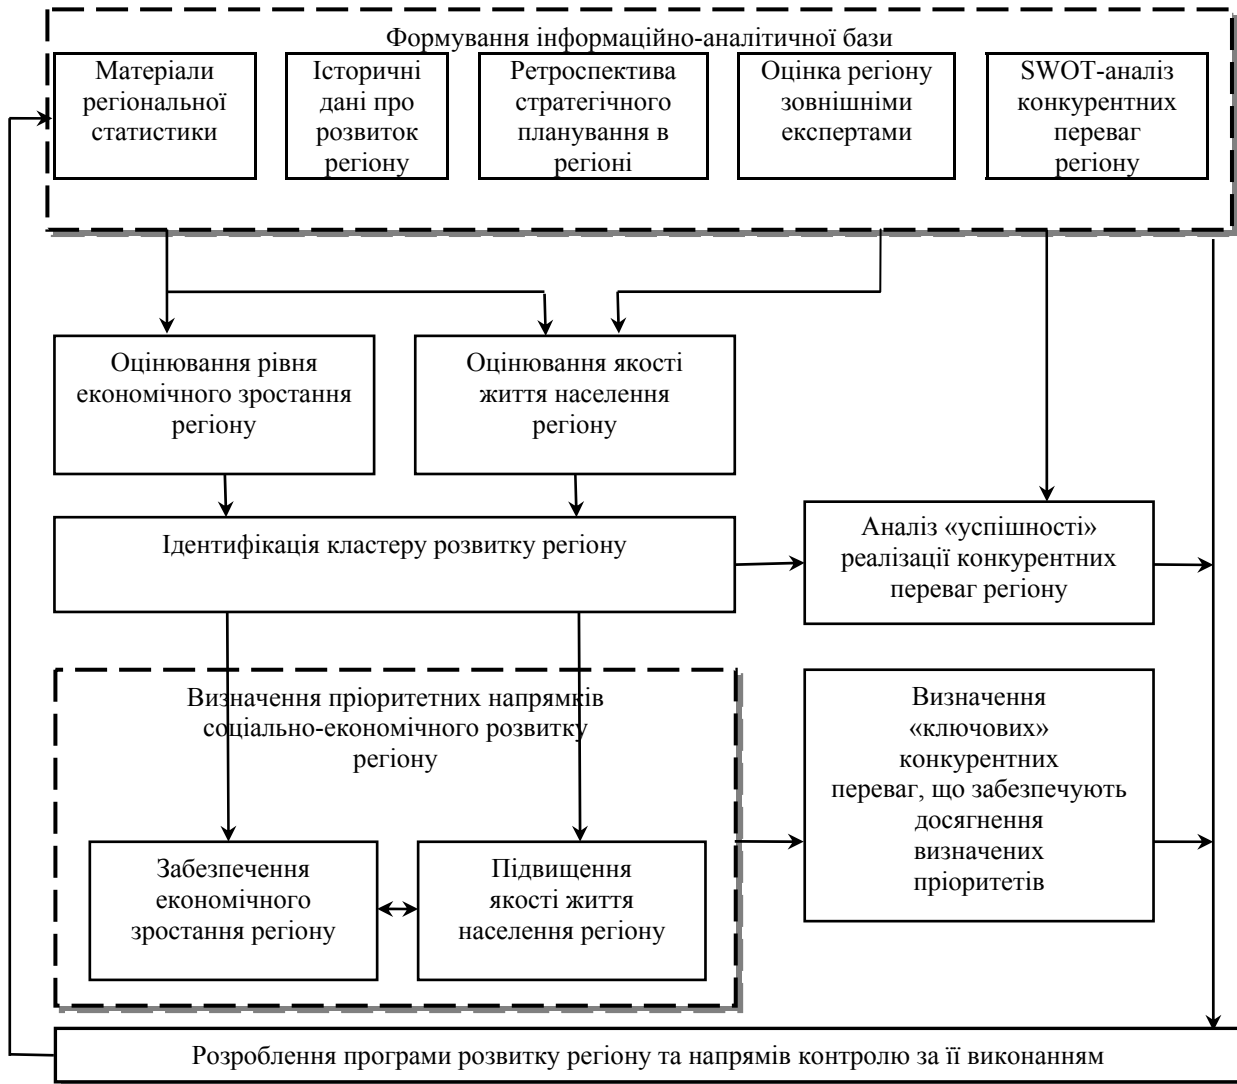 Формування інформаційно-аналітичної бази
Матеріали
регіональної
статистики
Історичні
дані про
розвиток
регіону
Ретроспектива
стратегічного
планування в
регіоні
Оцінка регіону
зовнішніми
експертами
SWOT-аналіз
конкурентних
переваг
регіону
Оцінювання рівня
економічного зростання
регіону
Оцінювання якості
життя населення
регіону
Ідентифікація кластеру розвитку регіону
Аналіз «успішності»
реалізації конкурентних
переваг регіону
Визначення пріоритетних напрямків
соціально-економічного розвитку
регіону
Забезпечення
економічного
зростання регіону
Підвищення
якості життя
населення регіону
Визначення
«ключових»
конкурентних
переваг, що забезпечують
досягнення
визначених
пріоритетів
Розроблення програми розвитку регіону та напрямів контролю за її виконанням